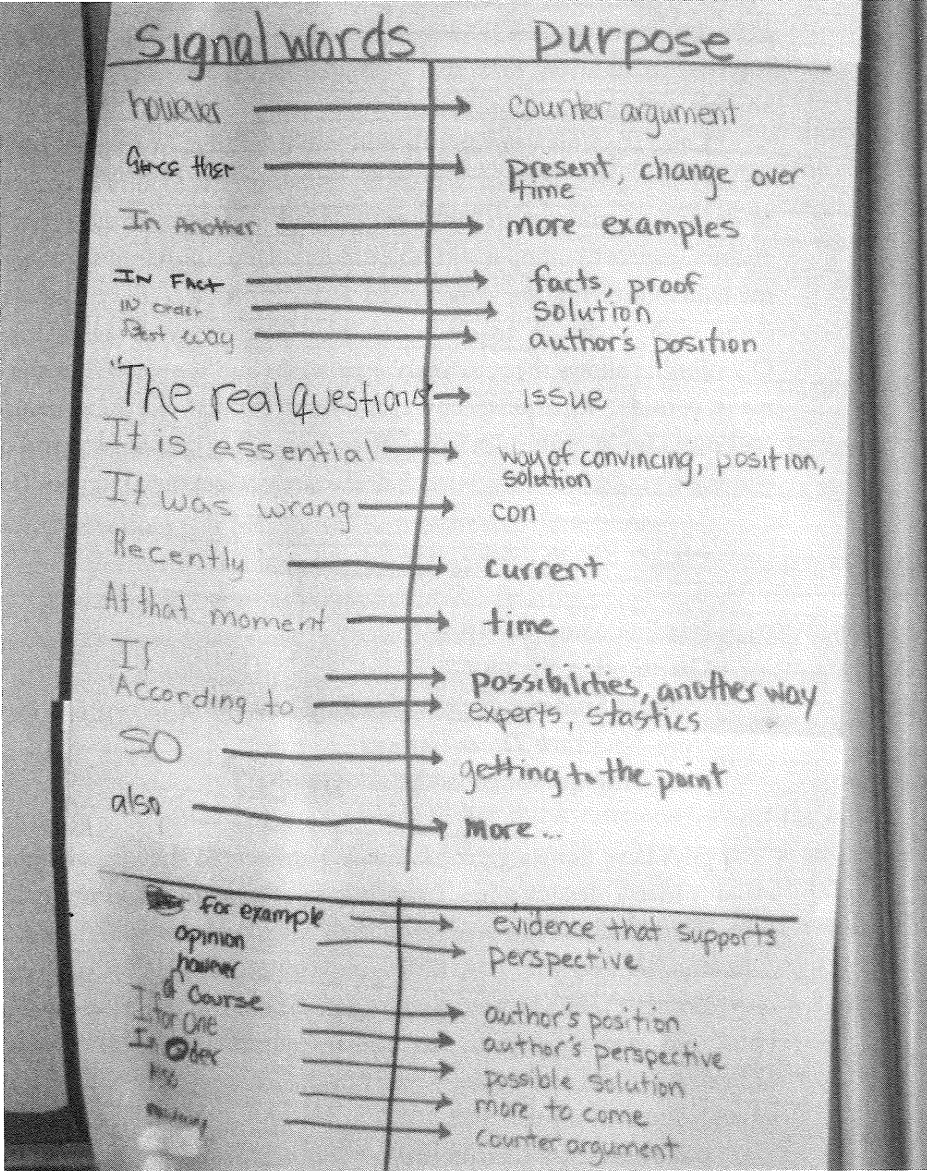 Signal words purpose
however counter argument
Since then present, change over
time
In Another more examples
IN FACt facts, proof
IN order solution
Best way author's position
"The real questions" issue
It is essential way of convincing, position,
solution
It was wrong con
Recently current
At that moment time
If possibilities, another way
According to experts, stastics
SO getting to the point
also more...
for example evidence that supports
opinion perspective
however
of course author's position
I for One author's perspective
In Oder possible solution
Also more to come
counter argument